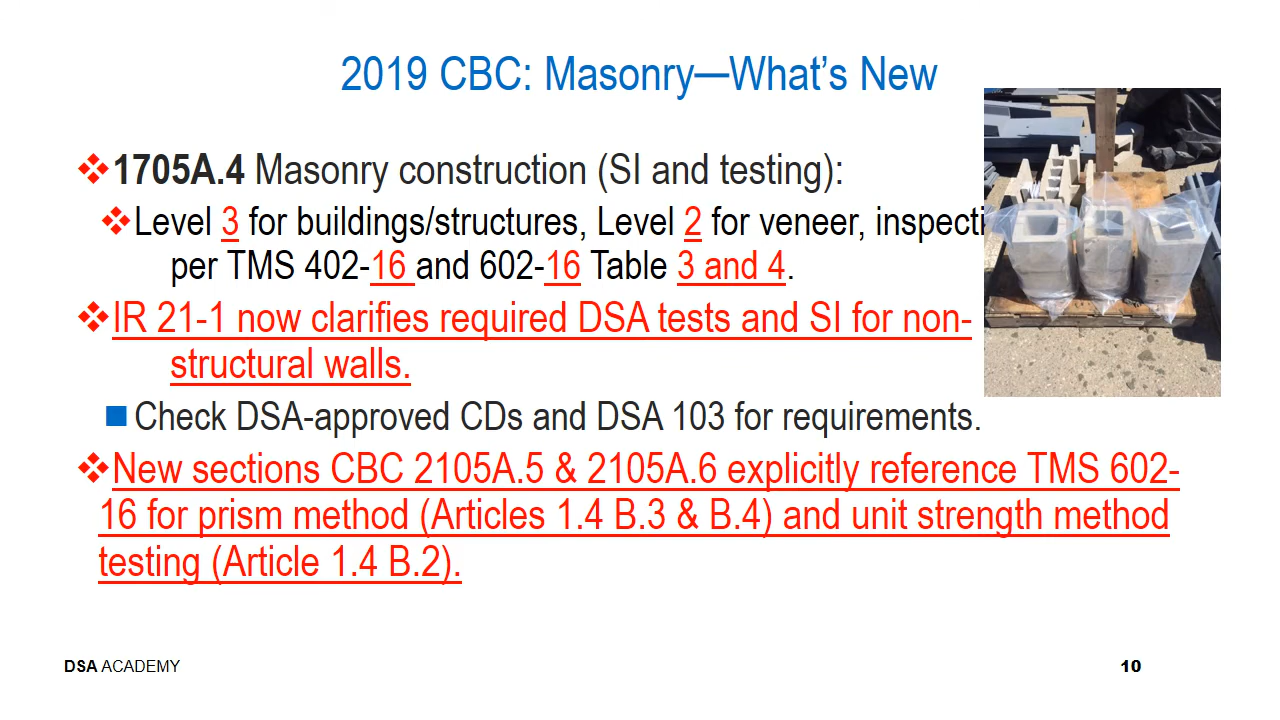 2019 CBC: Masonry—What’s New
1705A.4 Masonry construction (SI and testing):
Level 3 for buildings/structures, Level 2 for veneer,
per TMS 402-16 and 602-16 Table 3 and 4.
IR 21-1 now clarifies required DSA tests and SI for non-
structural walls.
Check DSA-approved CDs and DSA 103 for requirements.
New sections CBC 2105A.5 & 2105A.6 explicitly reference TMS 602-
16 for prism method (Articles 1.4 B.3 & B.4) and unit strength method
testing (Article 1.4 B.2).
DSA ACADEMY
10